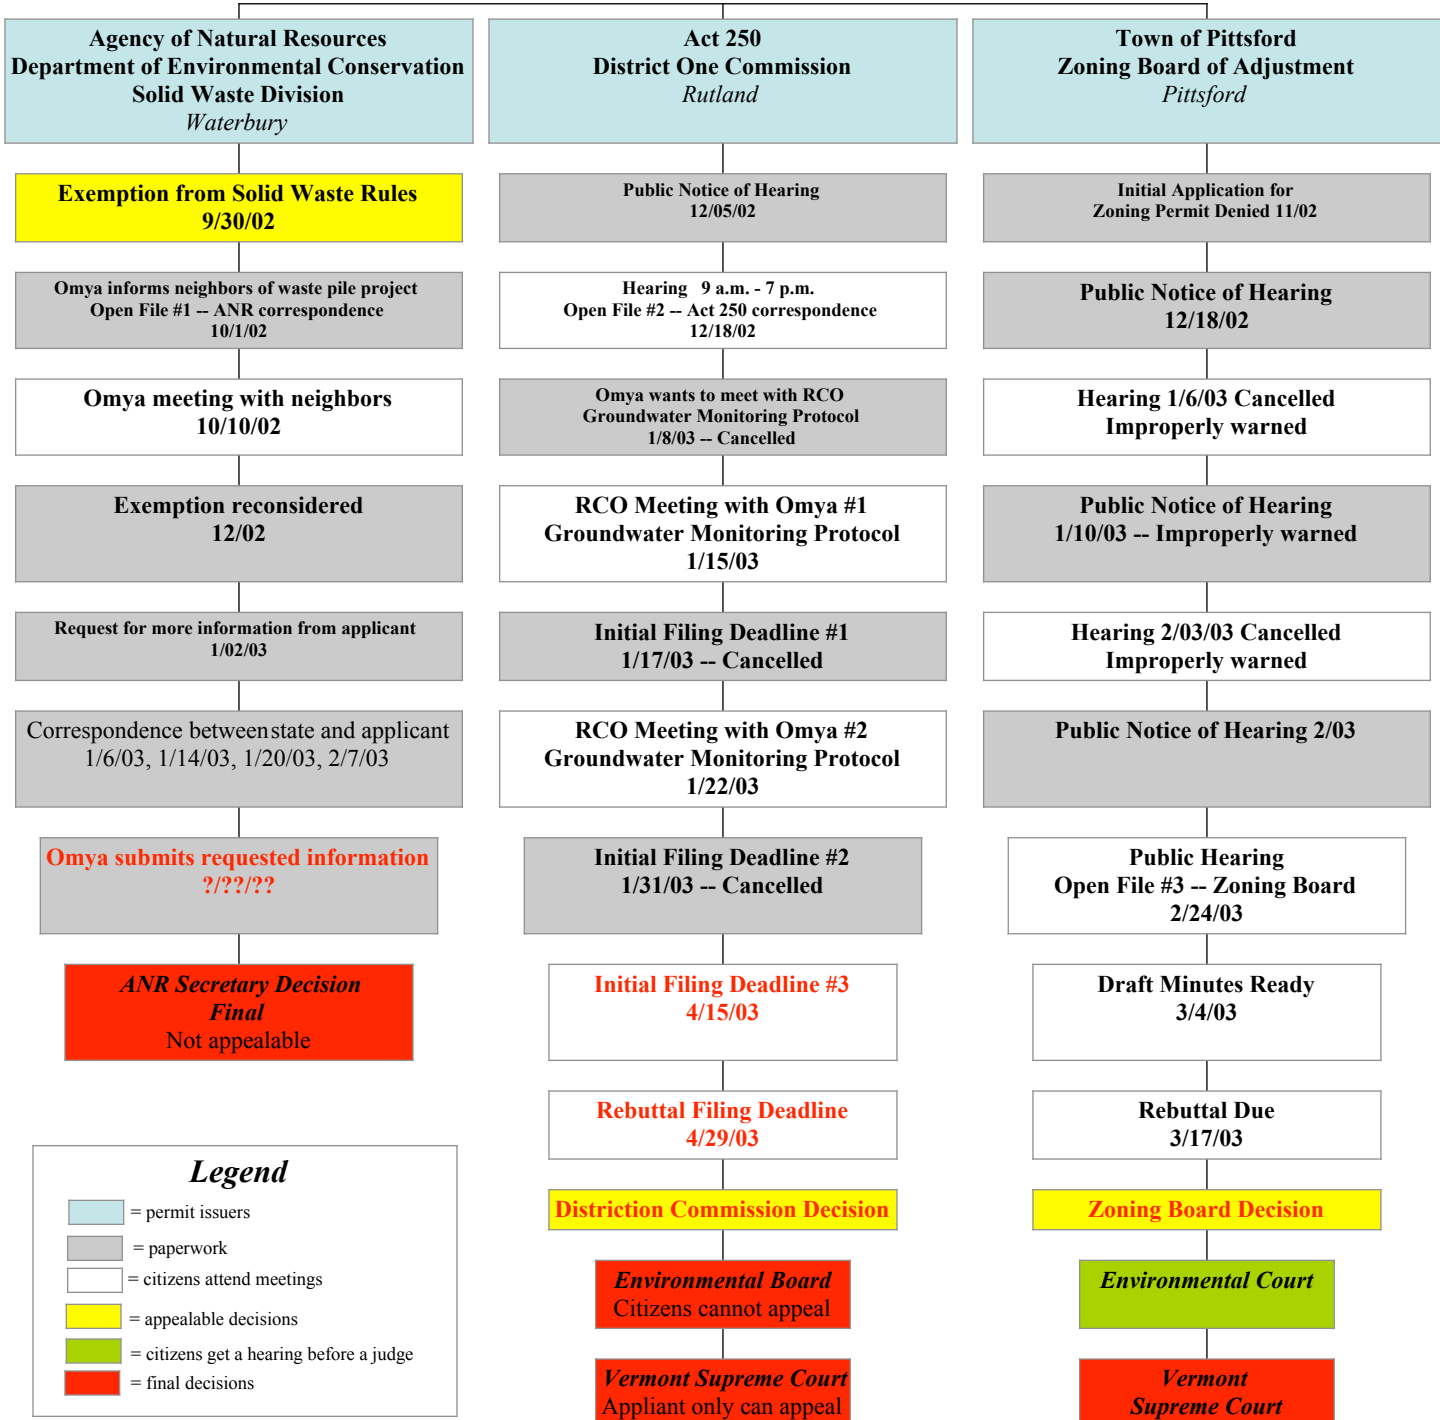 Agency of Natural Resources
Department of Environmental Conservation
Solid Waste Division
Waterbury
Exemption from Solid Waste Rules
9/30/02
Omya informs neighbors of waste pile project
Open File #1 -- ANR correspondence
10/1/02
Omya meeting with neighbors
10/10/02
Exemption reconsidered
12/02
Request for more information from applicant
1/02/03
Correspondence between state and applicant
1/6/03, 1/14/03, 1/20/03, 2/7/03
Omya submits requested information
?/??/??
ANR Secretary Decision
Final
Not appealable
Act 250
District One Commission
Rutland
Public Notice of Hearing
12/05/02
Hearing 9 a.m. - 7 p.m.
Open File #2 -- Act 250 correspondence
12/18/02
Omya wants to meet with RCO
Groundwater Monitoring Protocol
1/8/03 -- Cancelled
RCO Meeting with Omya #1
Groundwater Monitoring Protocol
1/15/03
Initial Filing Deadline #1
1/17/03 -- Cancelled
RCO Meeting with Omya #2
Groundwater Monitoring Protocol
1/22/03
Initial Filing Deadline #2
1/31/03 -- Cancelled
Initial Filing Deadline #3
4/15/03
Rebuttal Filing Deadline
4/29/03
Distriction Commission Decision
Environmental Board
Citizens cannot appeal
Vermont Supreme Court
Appliant only can appeal
Town of Pittsford
Zoning Board of Adjustment
Pittsford
Initial Application for
Zoning Permit Denied 11/02
Public Notice of Hearing
12/18/02
Hearing 1/6/03 Cancelled
Improperly warned
Public Notice of Hearing
1/10/03 -- Improperly warned
Hearing 2/03/03 Cancelled
Improperly warned
Public Notice of Hearing 2/03
Public Hearing
Open File #3 -- Zoning Board
2/24/03
Draft Minutes Ready
3/4/03
Rebuttal Due
3/17/03
Zoning Board Decision
Environmental Court
Vermont
Supreme Court
Legend
= permit issuers
= paperwork
= citizens attend meetings
= appealable decisions
= citizens get a hearing before a judge
= final decisions